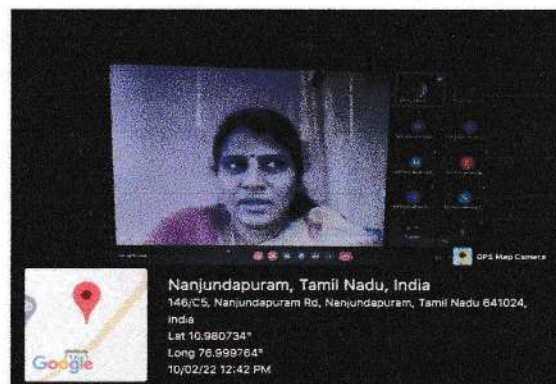 GPS Map Camera
Nanjundapuram, Tamil Nadu, India
146/C5, Nanjundapuram Rd, Nanjundapuram, Tamil Nadu 641024,
India
Lat 10.980734°
Long 76.999764°
10/02/22 12:42 PM
Google